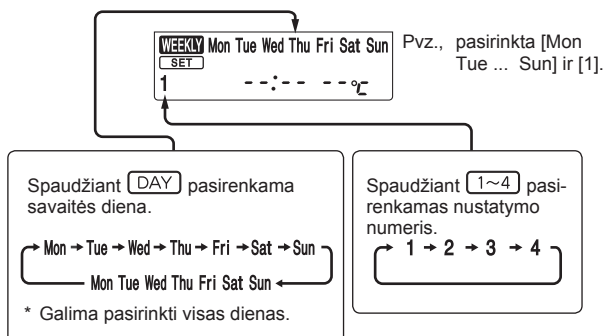 WEEKLY Mon Tue Wed Thu Fri Sat Sun
SET
1 --:-- --°C
Pvz., pasirinkta [Mon
Tue ... Sun] ir [1].
Spaudžiant DAY pasirenkama
savaitės diena.
Mon → Tue → Wed → Thu → Fri → Sat → Sun
Mon Tue Wed Thu Fri Sat Sun
* Galima pasirinkti visas dienas.
Spaudžiant 1~4 pasi-
renkamas nustatymo
numeris.
1 → 2 → 3 → 4